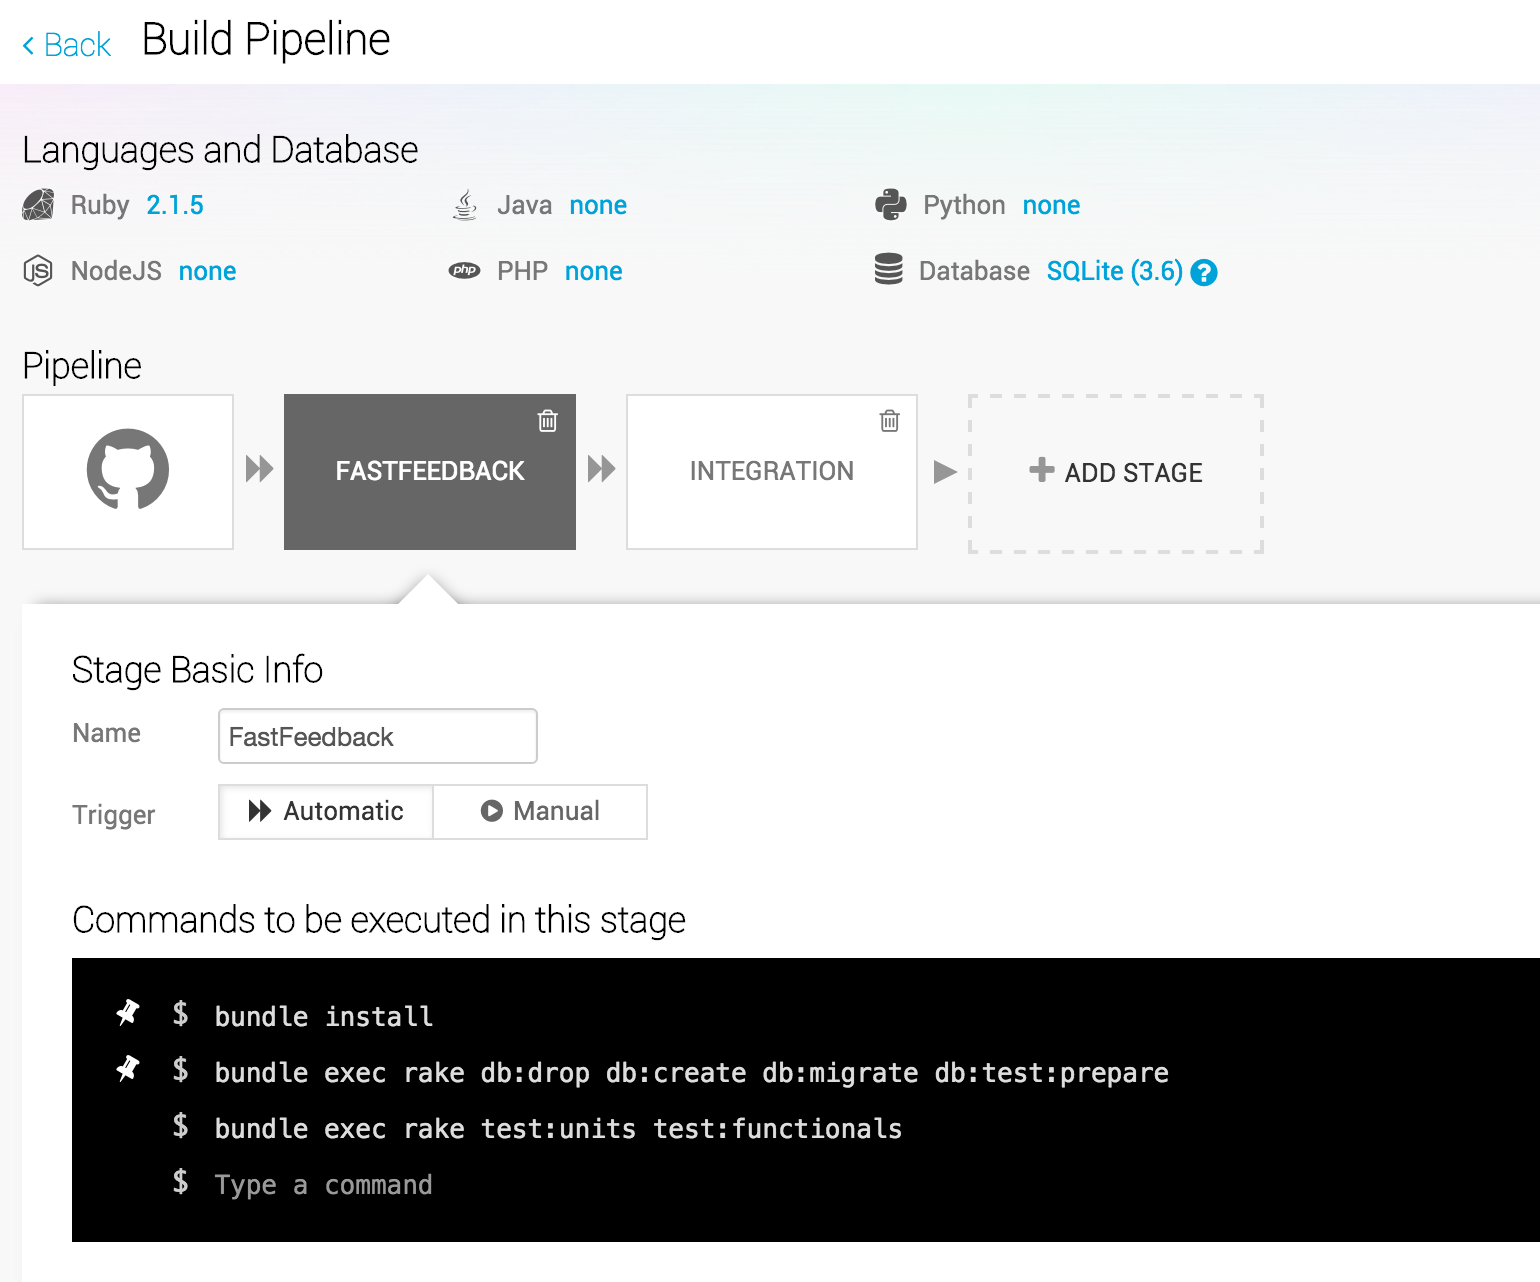 Back Build Pipeline
Languages and Database
Ruby 2.1.5 Java none Python none
NodeJS none php PHP none Database SQLite (3.6) ?
Pipeline
FASTFEEDBACK INTEGRATION + ADD STAGE
Stage Basic Info
Name FastFeedback
Trigger Automatic Manual
Commands to be executed in this stage
$ bundle install
$ bundle exec rake db:drop db:create db:migrate db:test:prepare
$ bundle exec rake test:units test:functionals
$ Type a command